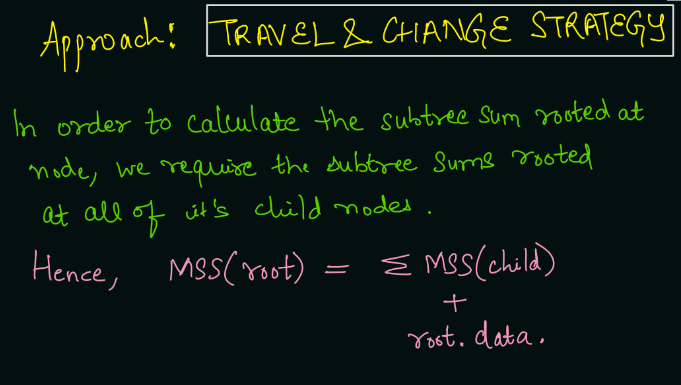 Approach: TRAVEL & CHANGE STRATEGY
In order to calculate the subtree sum rooted at
node, we require the subtree sums rooted
at all of it's child nodes.
Hence, MSS(root) = Σ MSS(child)
+
root.data.